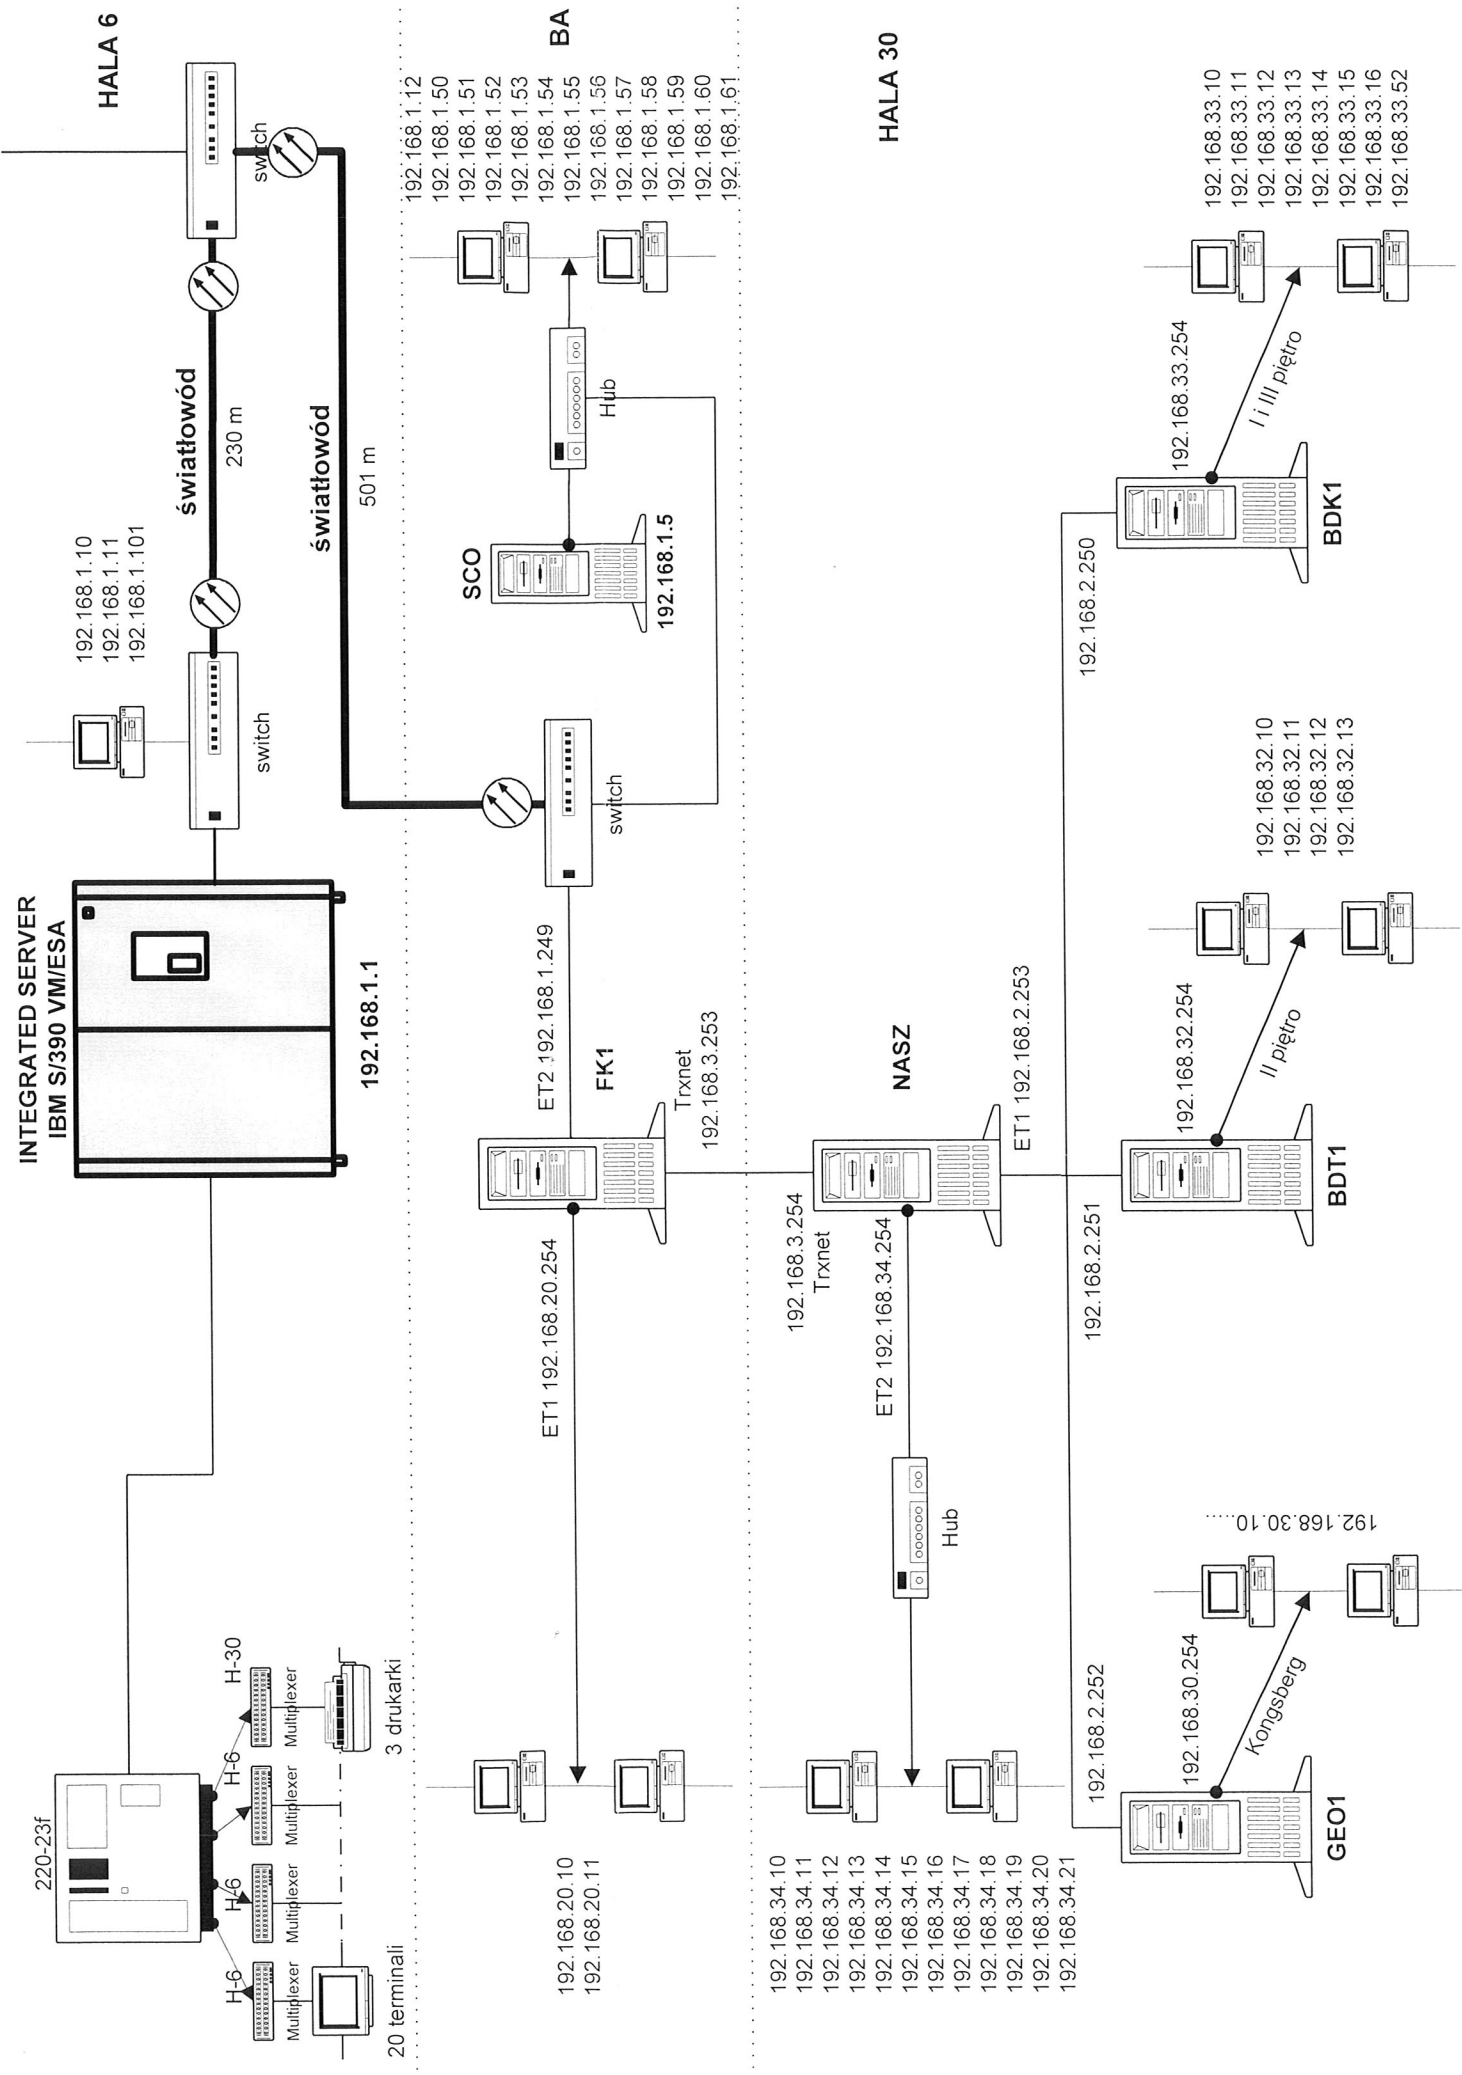 HALA 6
INTEGRATED SERVER
IBM S/390 VM/ESA
192.168.1.1
220-23f
H-6
H-6
H-6
H-30
Multiplexer
Multiplexer
Multiplexer
Multiplexer
20 terminali
3 drukarki
192.168.1.10
192.168.1.11
192.168.1.101
switch
światłowód
230 m
switch
światłowód
501 m
BA
192.168.1.12
192.168.1.50
192.168.1.51
192.168.1.52
192.168.1.53
192.168.1.54
192.168.1.55
192.168.1.56
192.168.1.57
192.168.1.58
192.168.1.59
192.168.1.60
192.168.1.61
SCO
192.168.1.5
Hub
switch
ET2 192.168.1.249
FK1
ET1 192.168.20.254
Trxnet
192.168.3.253
192.168.20.10
192.168.20.11
HALA 30
NASZ
192.168.3.254
Trxnet
ET2 192.168.34.254
ET1 192.168.2.253
Hub
192.168.34.10
192.168.34.11
192.168.34.12
192.168.34.13
192.168.34.14
192.168.34.15
192.168.34.16
192.168.34.17
192.168.34.18
192.168.34.19
192.168.34.20
192.168.34.21
192.168.2.252
192.168.30.254
Kongsberg
GEO1
192.168.30.10.....
192.168.2.251
192.168.32.254
II piętro
BDT1
192.168.32.10
192.168.32.11
192.168.32.12
192.168.32.13
192.168.2.250
192.168.33.254
I i III piętro
BDK1
192.168.33.10
192.168.33.11
192.168.33.12
192.168.33.13
192.168.33.14
192.168.33.15
192.168.33.16
192.168.33.52